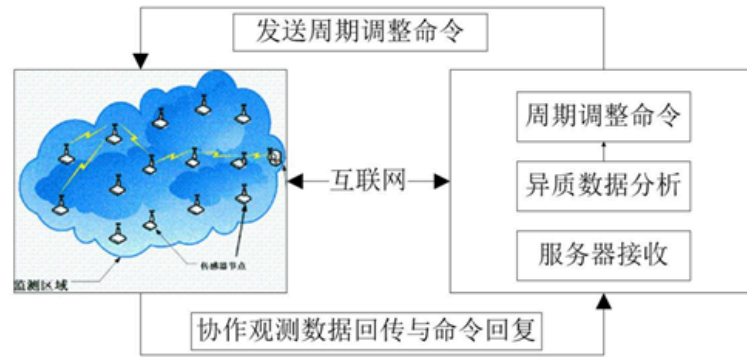 发送周期调整命令
周期调整命令
互联网
异质数据分析
服务器接收
传感器节点
监测区域
协作观测数据回传与命令回复